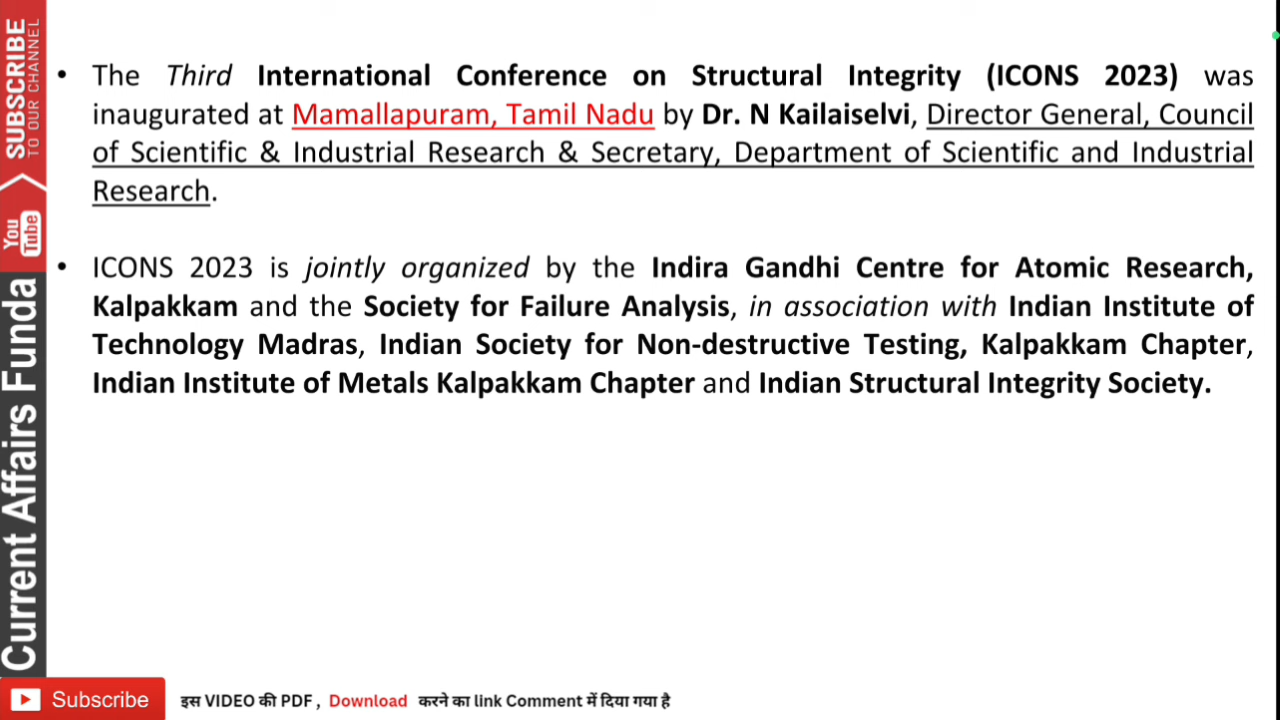 • The Third International Conference on Structural Integrity (ICONS 2023) was
inaugurated at Mamallapuram, Tamil Nadu by Dr. N Kailaiselvi, Director General, Council
of Scientific & Industrial Research & Secretary, Department of Scientific and Industrial
Research.
• ICONS 2023 is jointly organized by the Indira Gandhi Centre for Atomic Research,
Kalpakkam and the Society for Failure Analysis, in association with Indian Institute of
Technology Madras, Indian Society for Non-destructive Testing, Kalpakkam Chapter,
Indian Institute of Metals Kalpakkam Chapter and Indian Structural Integrity Society.
SUBSCRIBE
TO OUR CHANNEL
You
Tube
Current Affairs Funda
Subscribe
इस VIDEO की PDF , Download करने का link Comment में दिया गया है